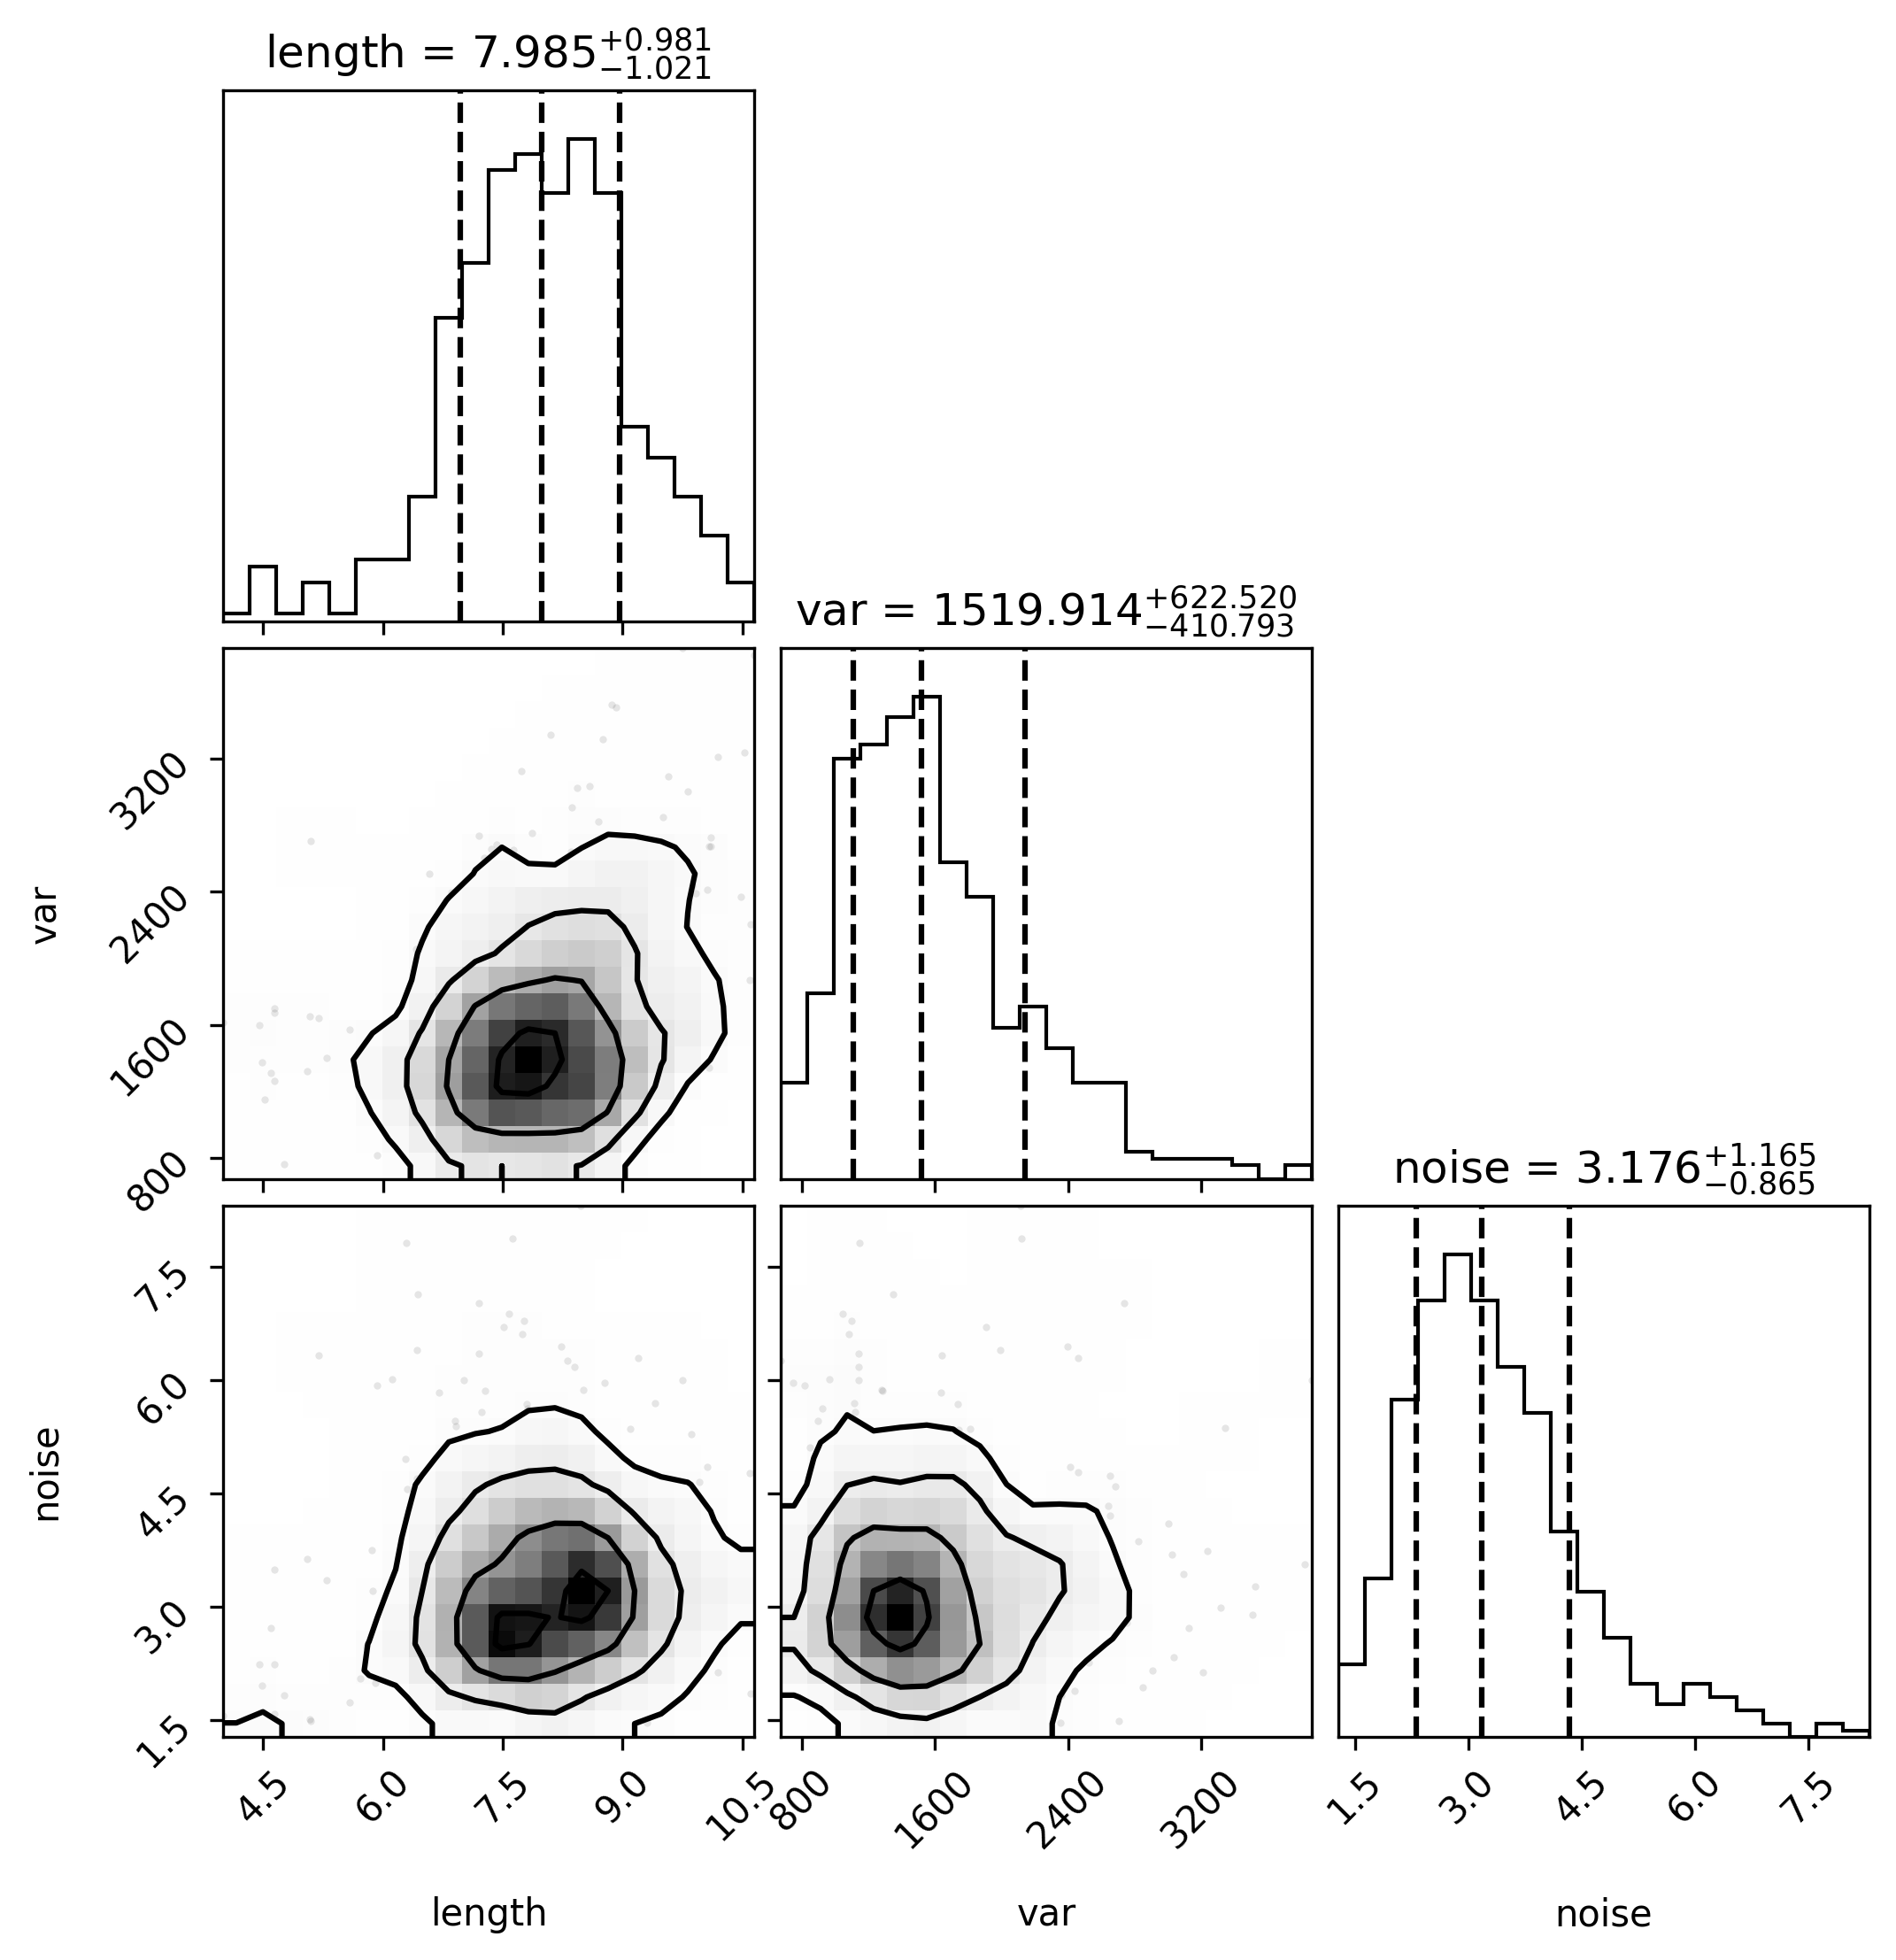 length = 7.985 +0.981 −1.021
var = 1519.914 +622.520 −410.793
3200
2400
1600
800
var
noise = 3.176 +1.165 −0.865
7.5
6.0
4.5
3.0
1.5
noise
4.5 6.0 7.5 9.0 10.5 800 1600 2400 3200 1.5 3.0 4.5 6.0 7.5
length var noise